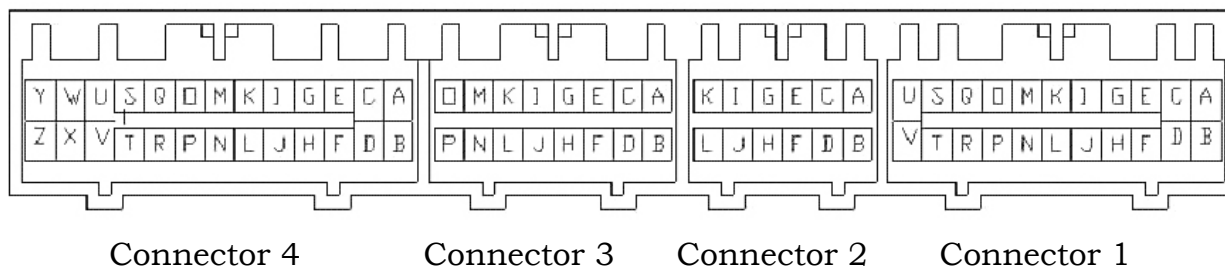 Y W U S Q O M K I G E C A O M K I G E C A K I G E C A U S Q O M K I G E C A
Z X V T R P N L J H F D B P N L J H F D B L J H F D B V T R P N L J H F D B
Connector 4 Connector 3 Connector 2 Connector 1